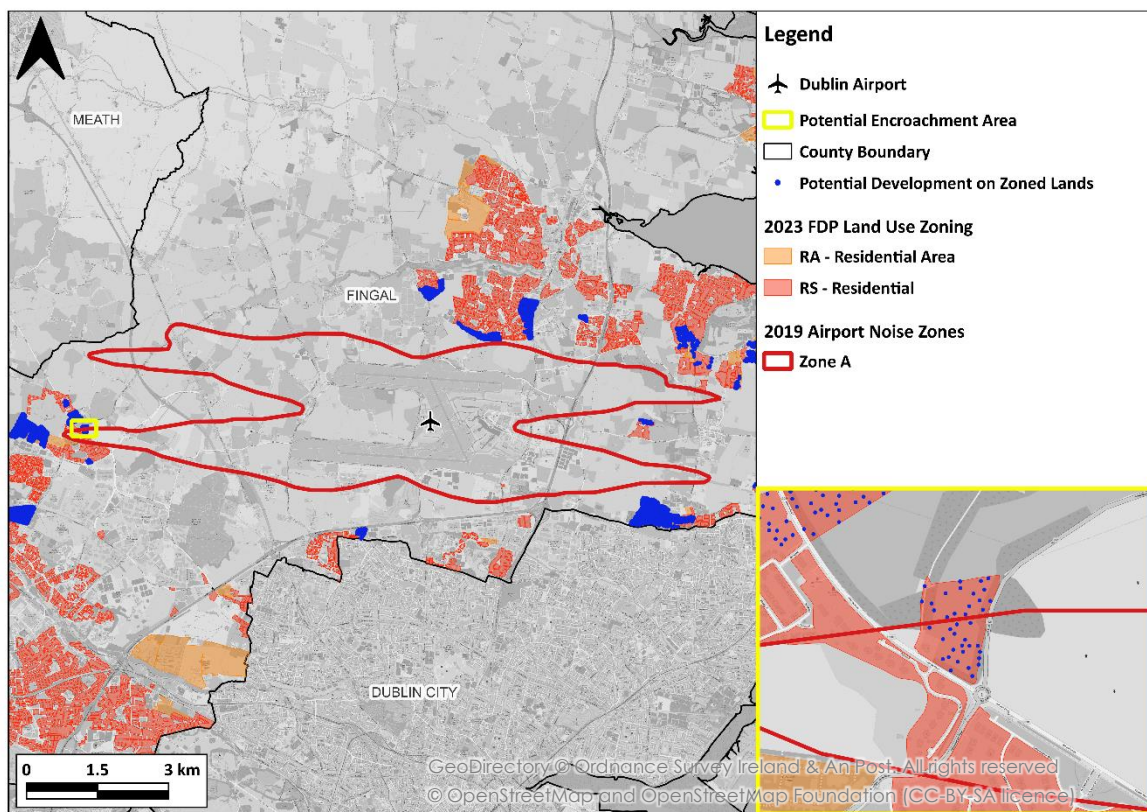 MEATH
FINGAL
DUBLIN CITY
0 1.5 3 km
Legend
Dublin Airport
Potential Encroachment Area
County Boundary
Potential Development on Zoned Lands
2023 FDP Land Use Zoning
RA - Residential Area
RS - Residential
2019 Airport Noise Zones
Zone A
GeoDirectory © Ordnance Survey Ireland & An Post. All rights reserved
© OpenStreetMap and OpenStreetMap Foundation (CC-BY-SA licence)